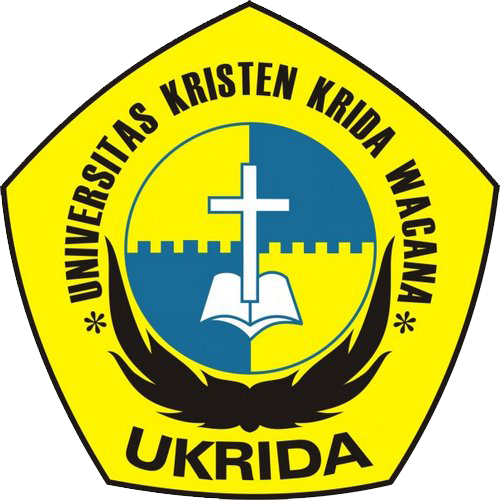 * UNIVERSITAS KRISTEN KRIDA WACANA *
UKRIDA